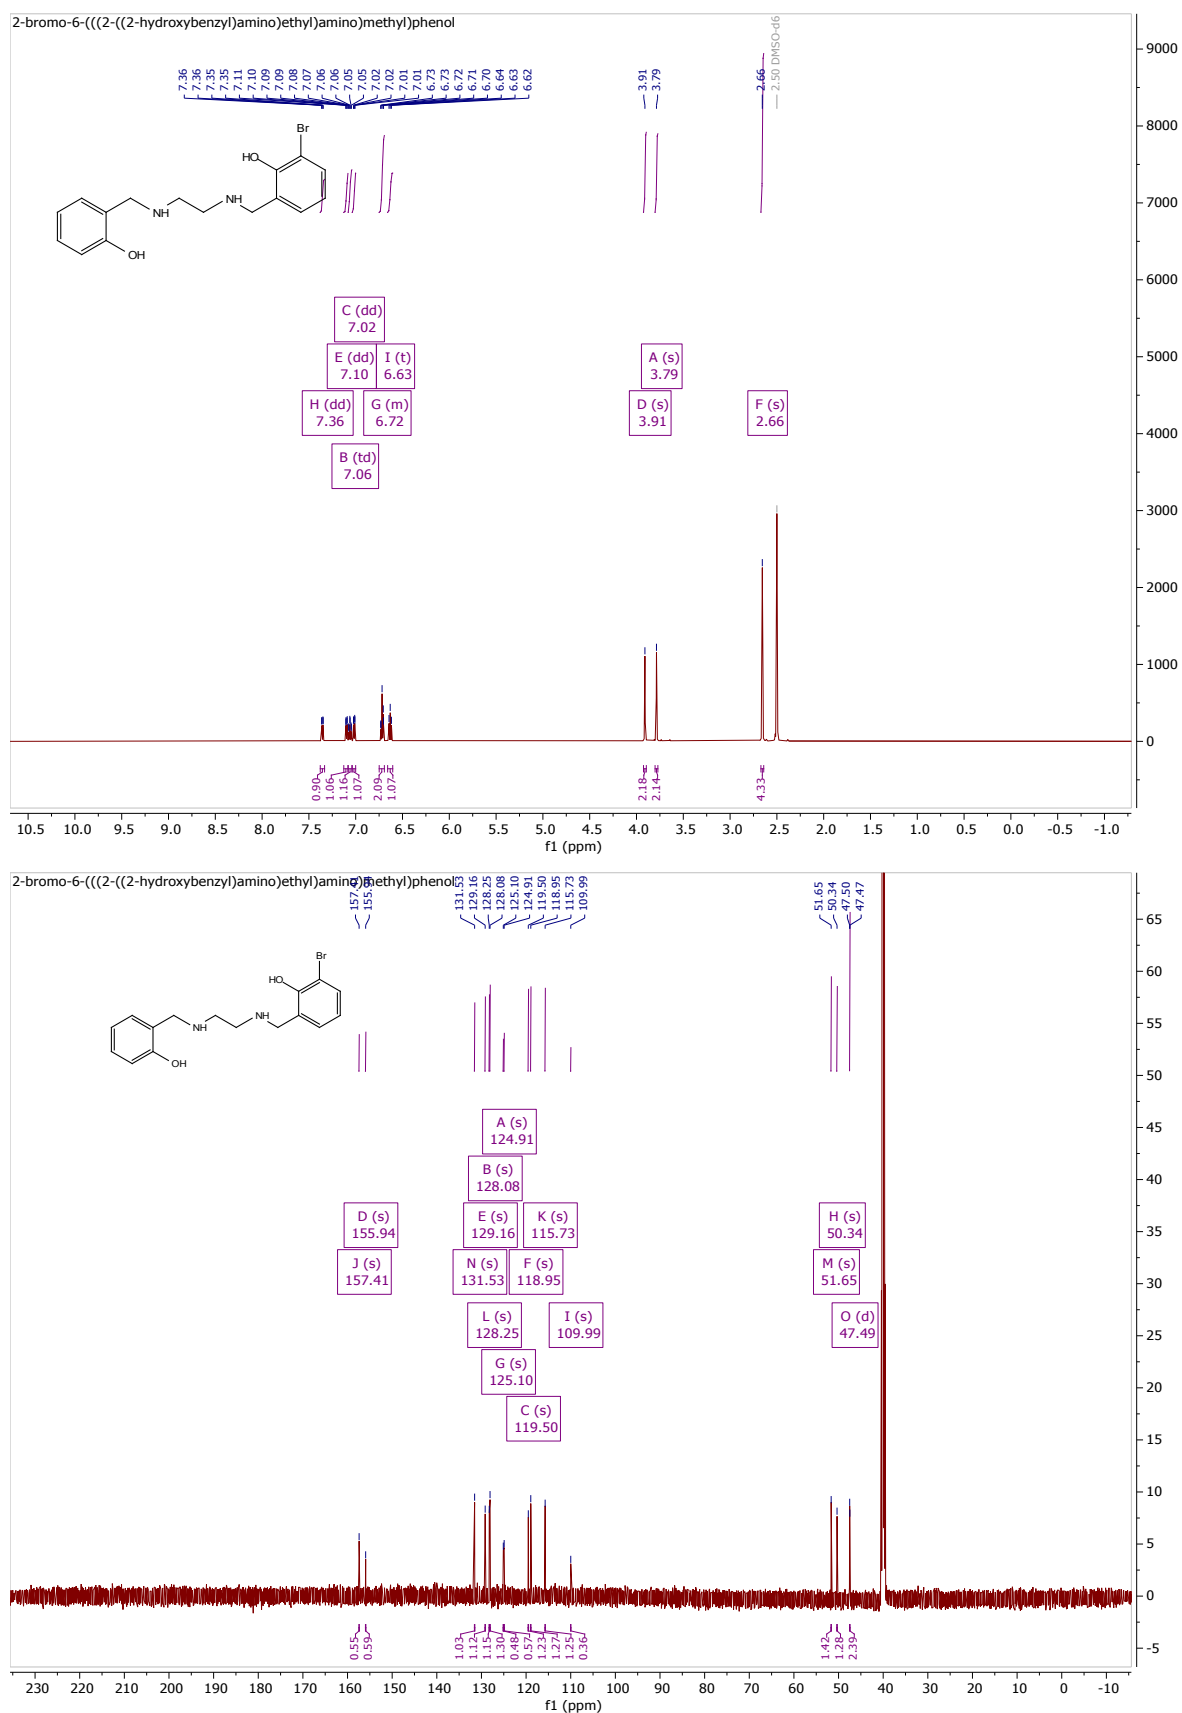 2-bromo-6-(((2-((2-hydroxybenzyl)amino)ethyl)amino)methyl)phenol
7.36 7.36 7.35 7.35 7.11 7.10 7.09 7.09 7.08 7.07 7.06 7.06 7.05 7.05 7.02 7.02 7.01 7.01 6.73 6.73 6.72 6.71 6.70 6.64 6.63 6.62 3.91 3.79 2.66 2.50 DMSO-d6
Br
HO
NH
NH
OH
C (dd)
7.02
E (dd)
7.10
I (t)
6.63
A (s)
3.79
H (dd)
7.36
G (m)
6.72
D (s)
3.91
F (s)
2.66
B (td)
7.06
9000
8000
7000
6000
5000
4000
3000
2000
1000
0
0.90 1.06 1.16 1.07 2.09 1.07 2.18 2.14 4.33
10.5 10.0 9.5 9.0 8.5 8.0 7.5 7.0 6.5 6.0 5.5 5.0 4.5 4.0 3.5 3.0 2.5 2.0 1.5 1.0 0.5 0.0 -0.5 -1.0
f1 (ppm)
2-bromo-6-(((2-((2-hydroxybenzyl)amino)ethyl)amino)methyl)phenol
157.41 155.94 131.53 129.16 128.25 128.08 125.10 124.91 119.50 118.95 115.73 109.99 51.65 50.34 47.50 47.47
Br
HO
NH
NH
OH
A (s)
124.91
B (s)
128.08
D (s)
155.94
E (s)
129.16
K (s)
115.73
H (s)
50.34
J (s)
157.41
N (s)
131.53
F (s)
118.95
M (s)
51.65
L (s)
128.25
I (s)
109.99
O (d)
47.49
G (s)
125.10
C (s)
119.50
65
60
55
50
45
40
35
30
25
20
15
10
5
0
-5
0.55 0.59 1.03 1.12 1.15 1.30 0.48 0.57 1.23 1.27 1.25 0.36 1.42 1.28 2.39
230 220 210 200 190 180 170 160 150 140 130 120 110 100 90 80 70 60 50 40 30 20 10 0 -10
f1 (ppm)